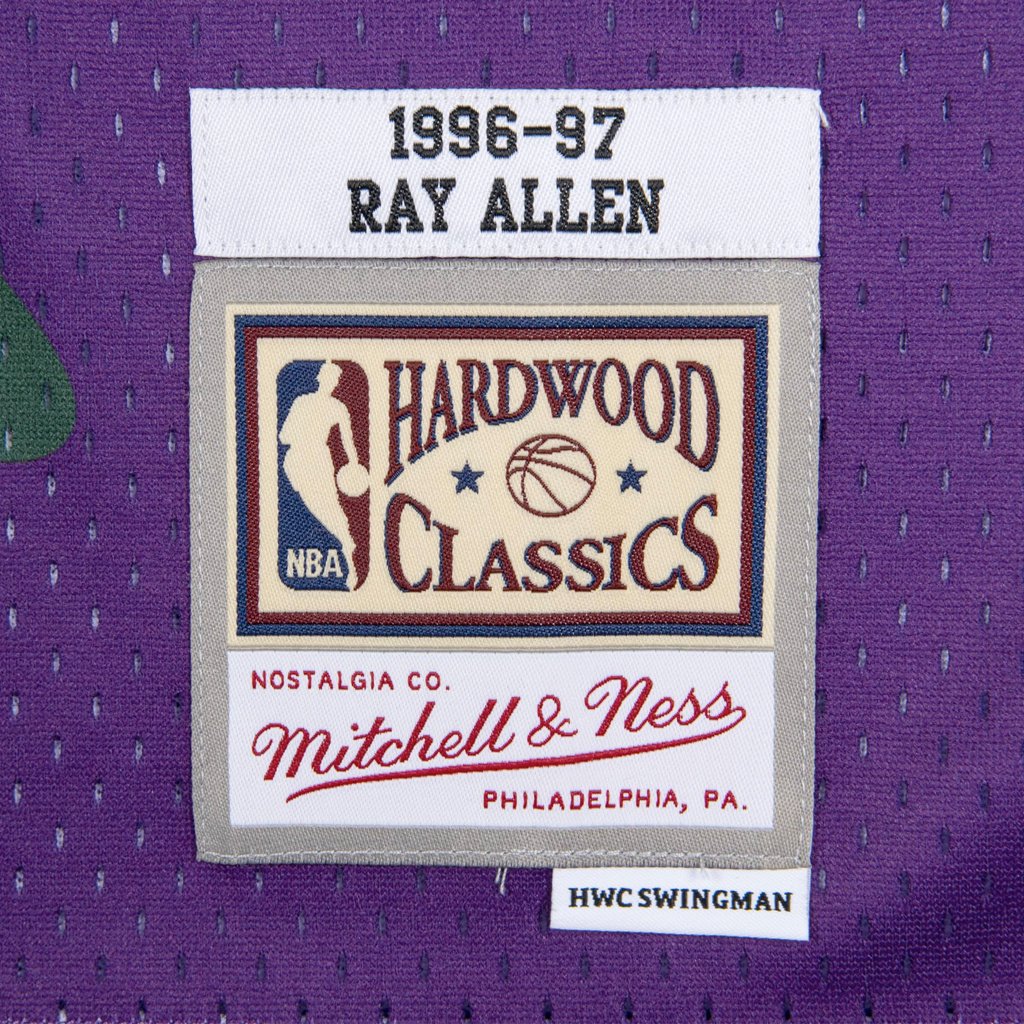 1996-97
RAY ALLEN
HARDWOOD
CLASSICS
NBA
NOSTALGIA CO.
Mitchell & Ness
PHILADELPHIA, PA.
HWC SWINGMAN